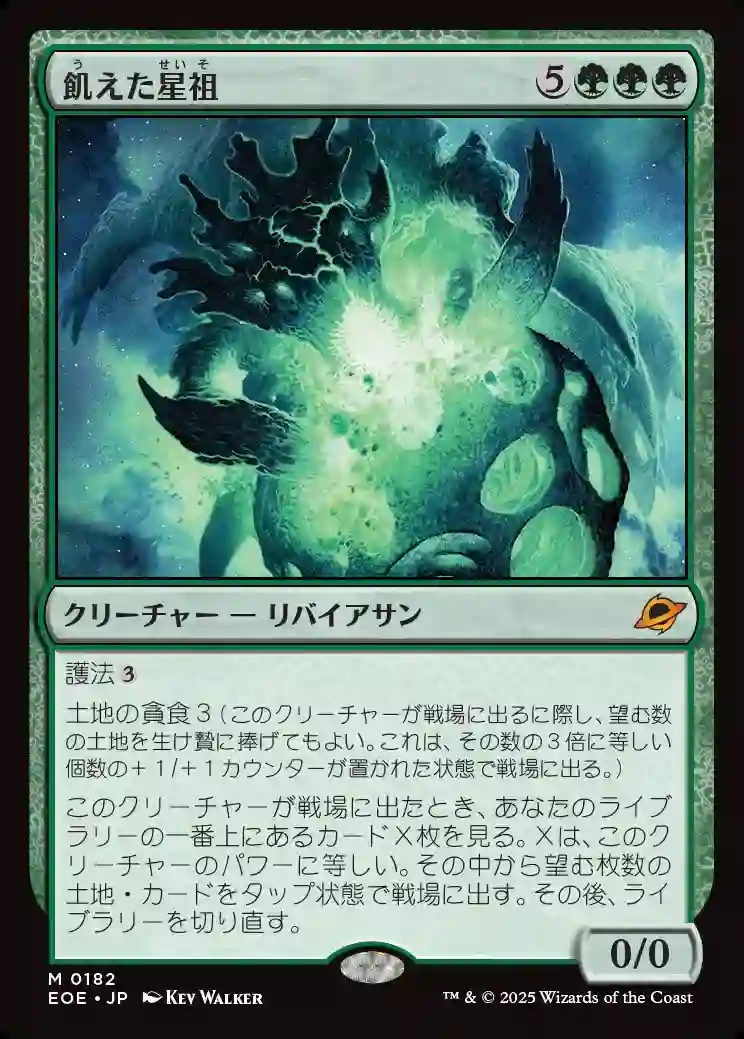 飢えた星祖
う せいそ
5
クリーチャー — リバイアサン
護法 3
土地の貪食３（このクリーチャーが戦場に出るに際し、望む数
の土地を生け贄に捧げてもよい。これは、その数の３倍に等しい
個数の＋１/＋１カウンターが置かれた状態で戦場に出る。）
このクリーチャーが戦場に出たとき、あなたのライブ
ラリーの一番上にあるカードＸ枚を見る。Ｘは、このク
リーチャーのパワーに等しい。その中から望む枚数の
土地・カードをタップ状態で戦場に出す。その後、ライ
ブラリーを切り直す。
0/0
M 0182
EOE • JP Kev Walker
™ & © 2025 Wizards of the Coast